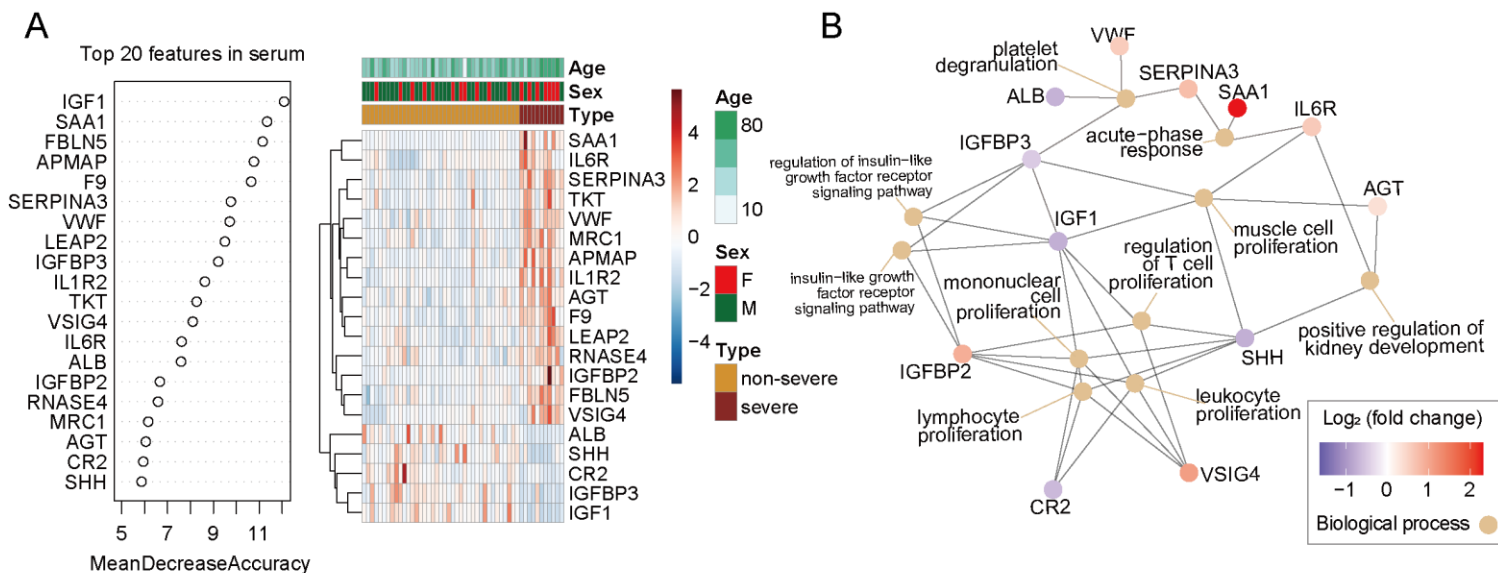 A
Top 20 features in serum
IGF1
SAA1
FBLN5
APMAP
F9
SERPINA3
VWF
LEAP2
IGFBP3
IL1R2
TKT
VSIG4
IL6R
ALB
IGFBP2
RNASE4
MRC1
AGT
CR2
SHH
5 7 9 11
MeanDecreaseAccuracy
Age
Sex
Type
SAA1
IL6R
SERPINA3
TKT
VWF
MRC1
APMAP
IL1R2
AGT
F9
LEAP2
RNASE4
IGFBP2
FBLN5
VSIG4
ALB
SHH
CR2
IGFBP3
IGF1
4
2
0
−2
−4
Age
80
10
Sex
F
M
Type
non−severe
severe
B
VWF
platelet
degranulation
SERPINA3
ALB
SAA1
IL6R
acute−phase
response
IGFBP3
regulation of insulin−like
growth factor receptor
signaling pathway
AGT
IGF1
muscle cell
proliferation
regulation
of T cell
proliferation
insulin−like growth
factor receptor
signaling pathway
mononuclear
cell
proliferation
positive regulation of
kidney development
SHH
IGFBP2
leukocyte
proliferation
lymphocyte
proliferation
VSIG4
CR2
Log₂ (fold change)
−1 0 1 2
Biological process